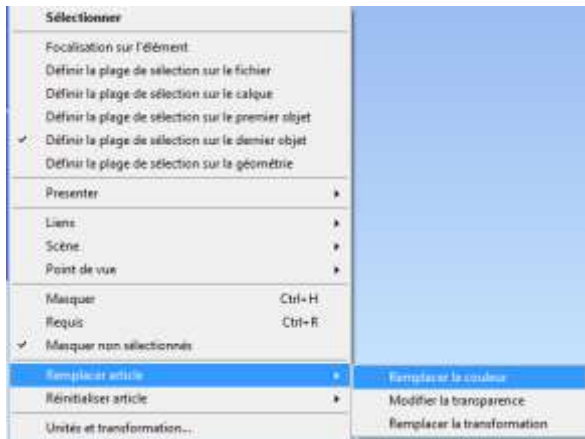 Sélectionner
Focalisation sur l'élément
Définir la plage de sélection sur le fichier
Définir la plage de sélection sur le calque
Définir la plage de sélection sur le premier objet
Définir la plage de sélection sur le dernier objet
Définir la plage de sélection sur la géométrie
Presenter
Liens
Scène
Point de vue
Masquer Ctrl+H
Requis Ctrl+R
Masquer non sélectionnés
Remplacer article
Remplacer la couleur
Réinitialiser article
Modifier la transparence
Unités et transformation...
Remplacer la transformation